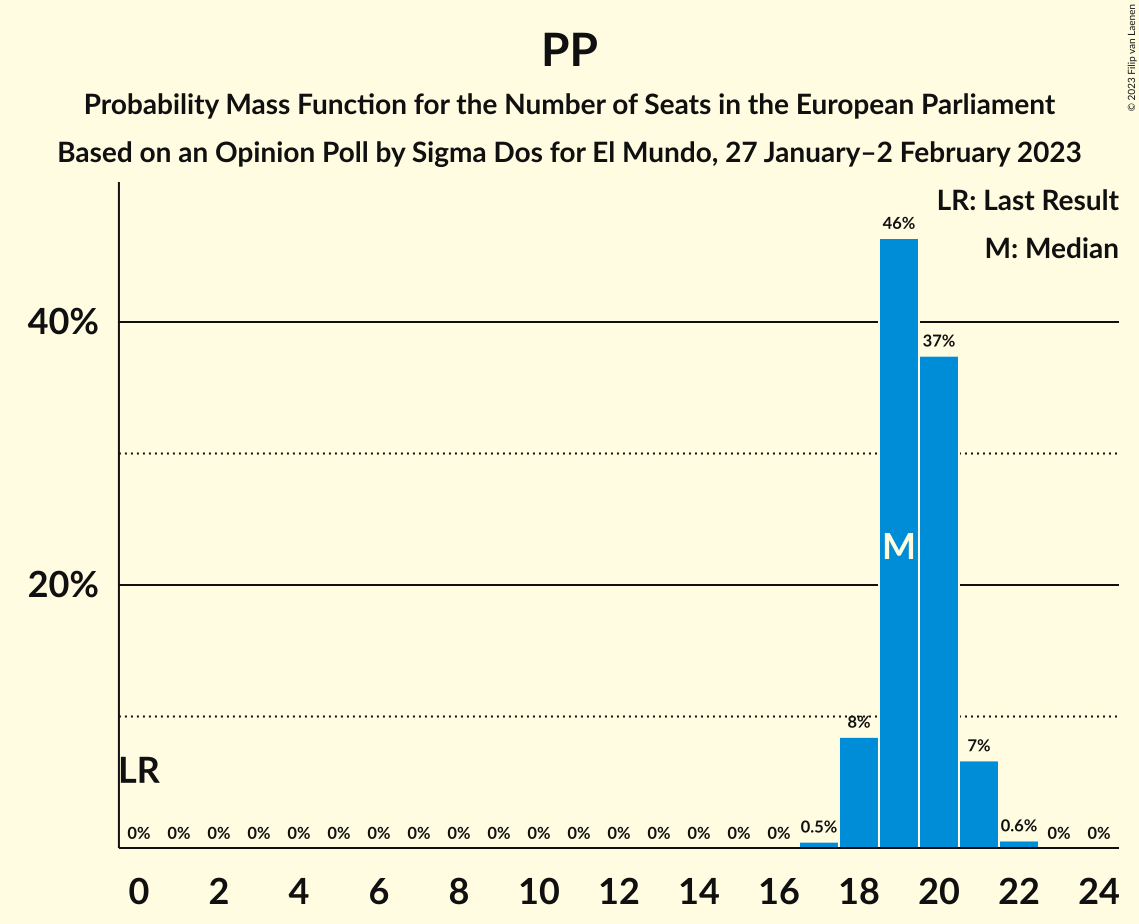 PP
Probability Mass Function for the Number of Seats in the European Parliament
Based on an Opinion Poll by Sigma Dos for El Mundo, 27 January–2 February 2023
© 2023 Filip van Laenen
LR: Last Result
M: Median
40%
20%
LR
M
0% 0% 0% 0% 0% 0% 0% 0% 0% 0% 0% 0% 0% 0% 0% 0% 0% 0.5% 8% 46% 37% 7% 0.6% 0% 0%
0 2 4 6 8 10 12 14 16 18 20 22 24